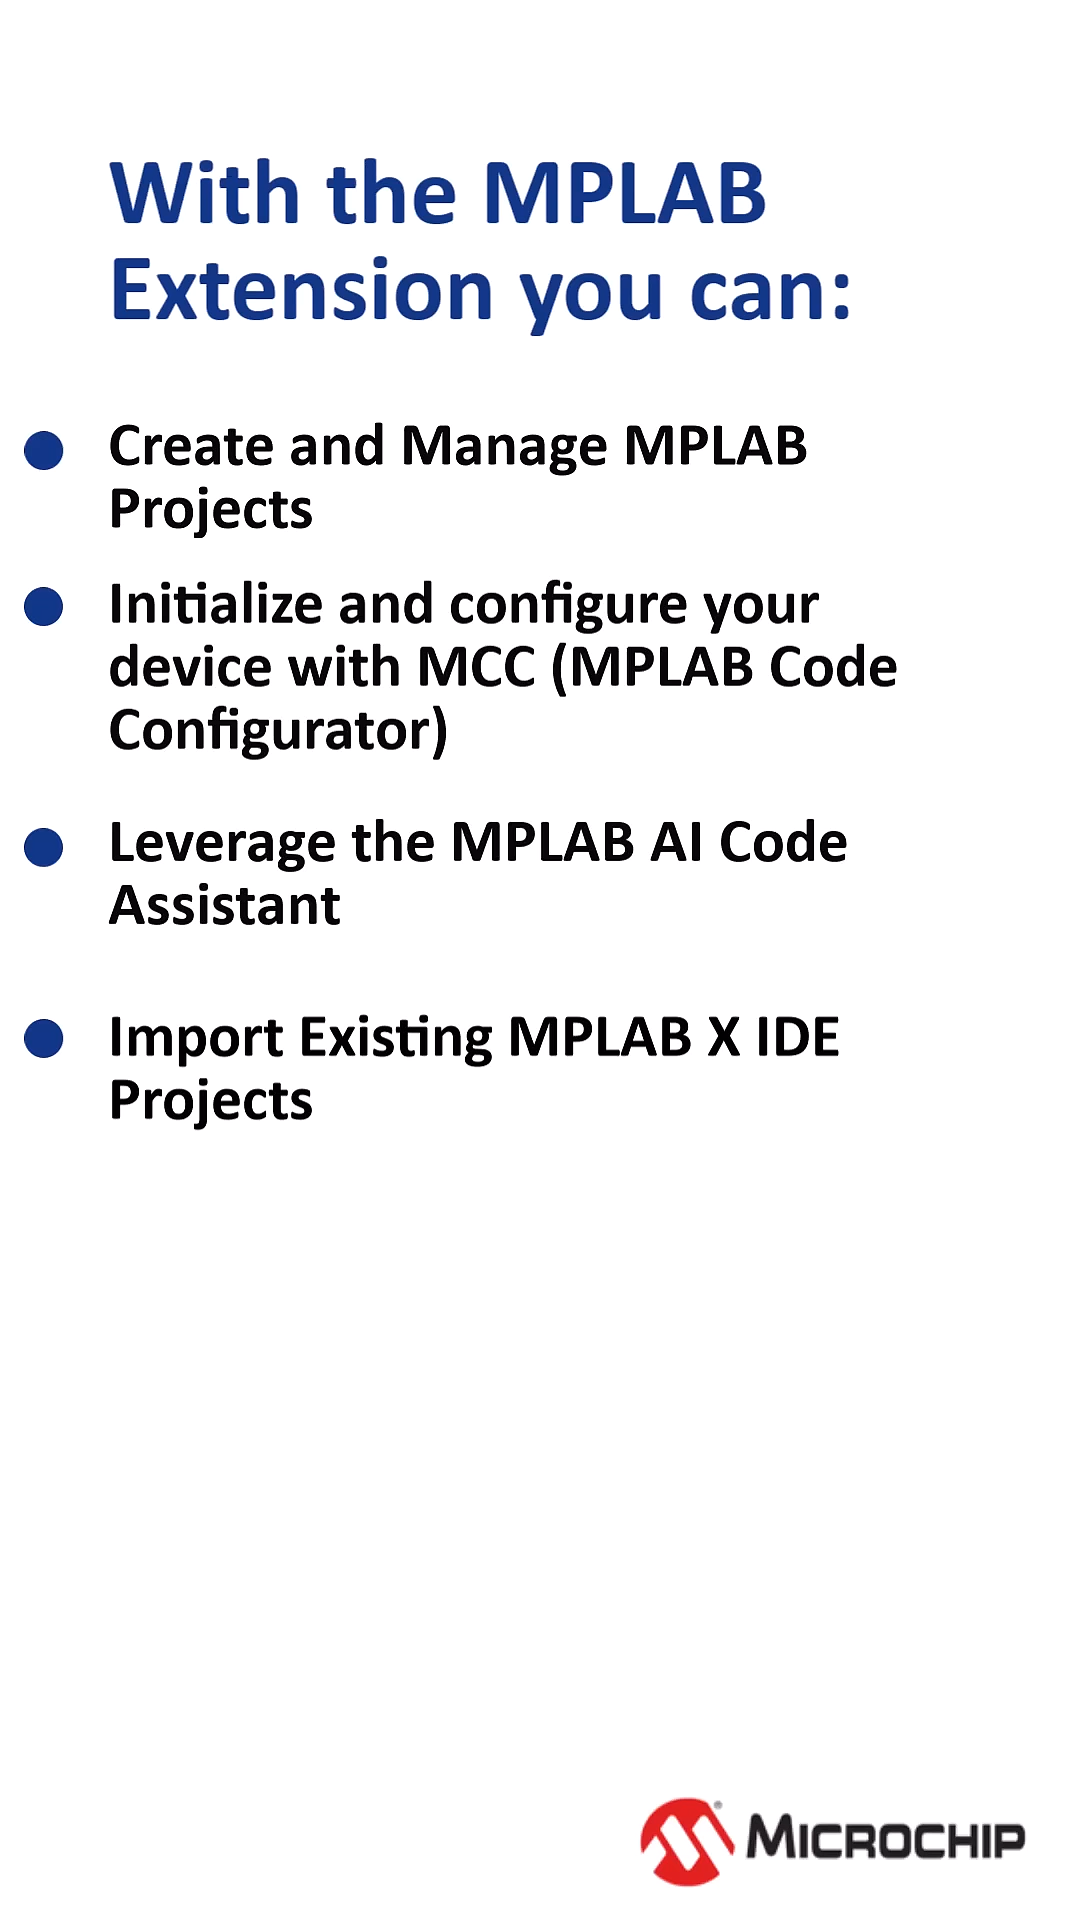 With the MPLAB
Extension you can:
Create and Manage MPLAB
Projects
Initialize and configure your
device with MCC (MPLAB Code
Configurator)
Leverage the MPLAB AI Code
Assistant
Import Existing MPLAB X IDE
Projects
MICROCHIP